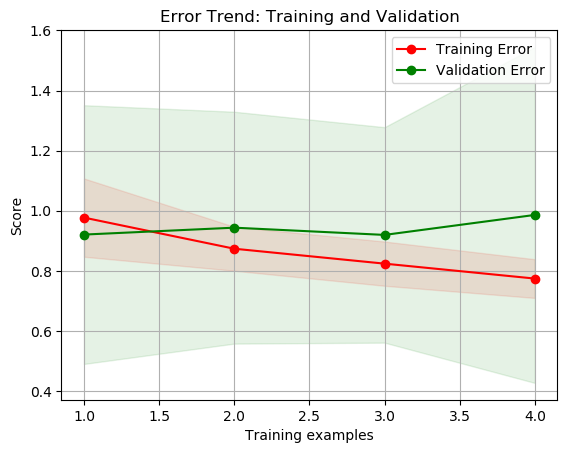 Error Trend: Training and Validation
Training Error
Validation Error
Score
1.6
1.4
1.2
1.0
0.8
0.6
0.4
1.0 1.5 2.0 2.5 3.0 3.5 4.0
Training examples